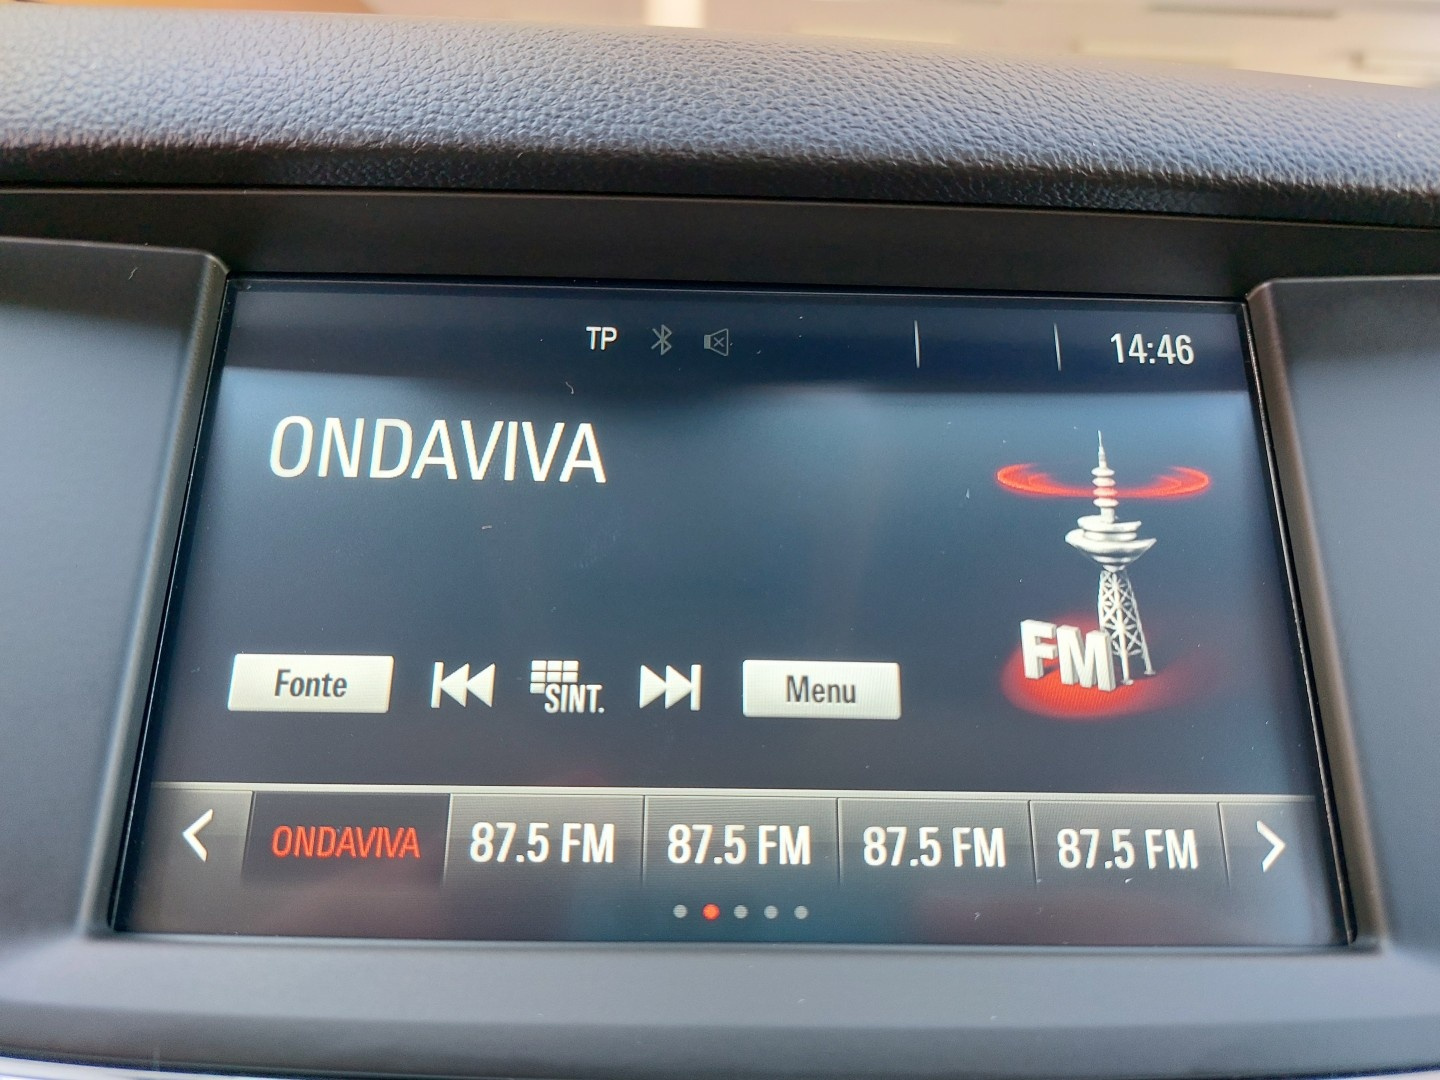 TP 14:46
ONDAVIVA
FM
Fonte SINT. Menu
ONDAVIVA 87.5 FM 87.5 FM 87.5 FM 87.5 FM